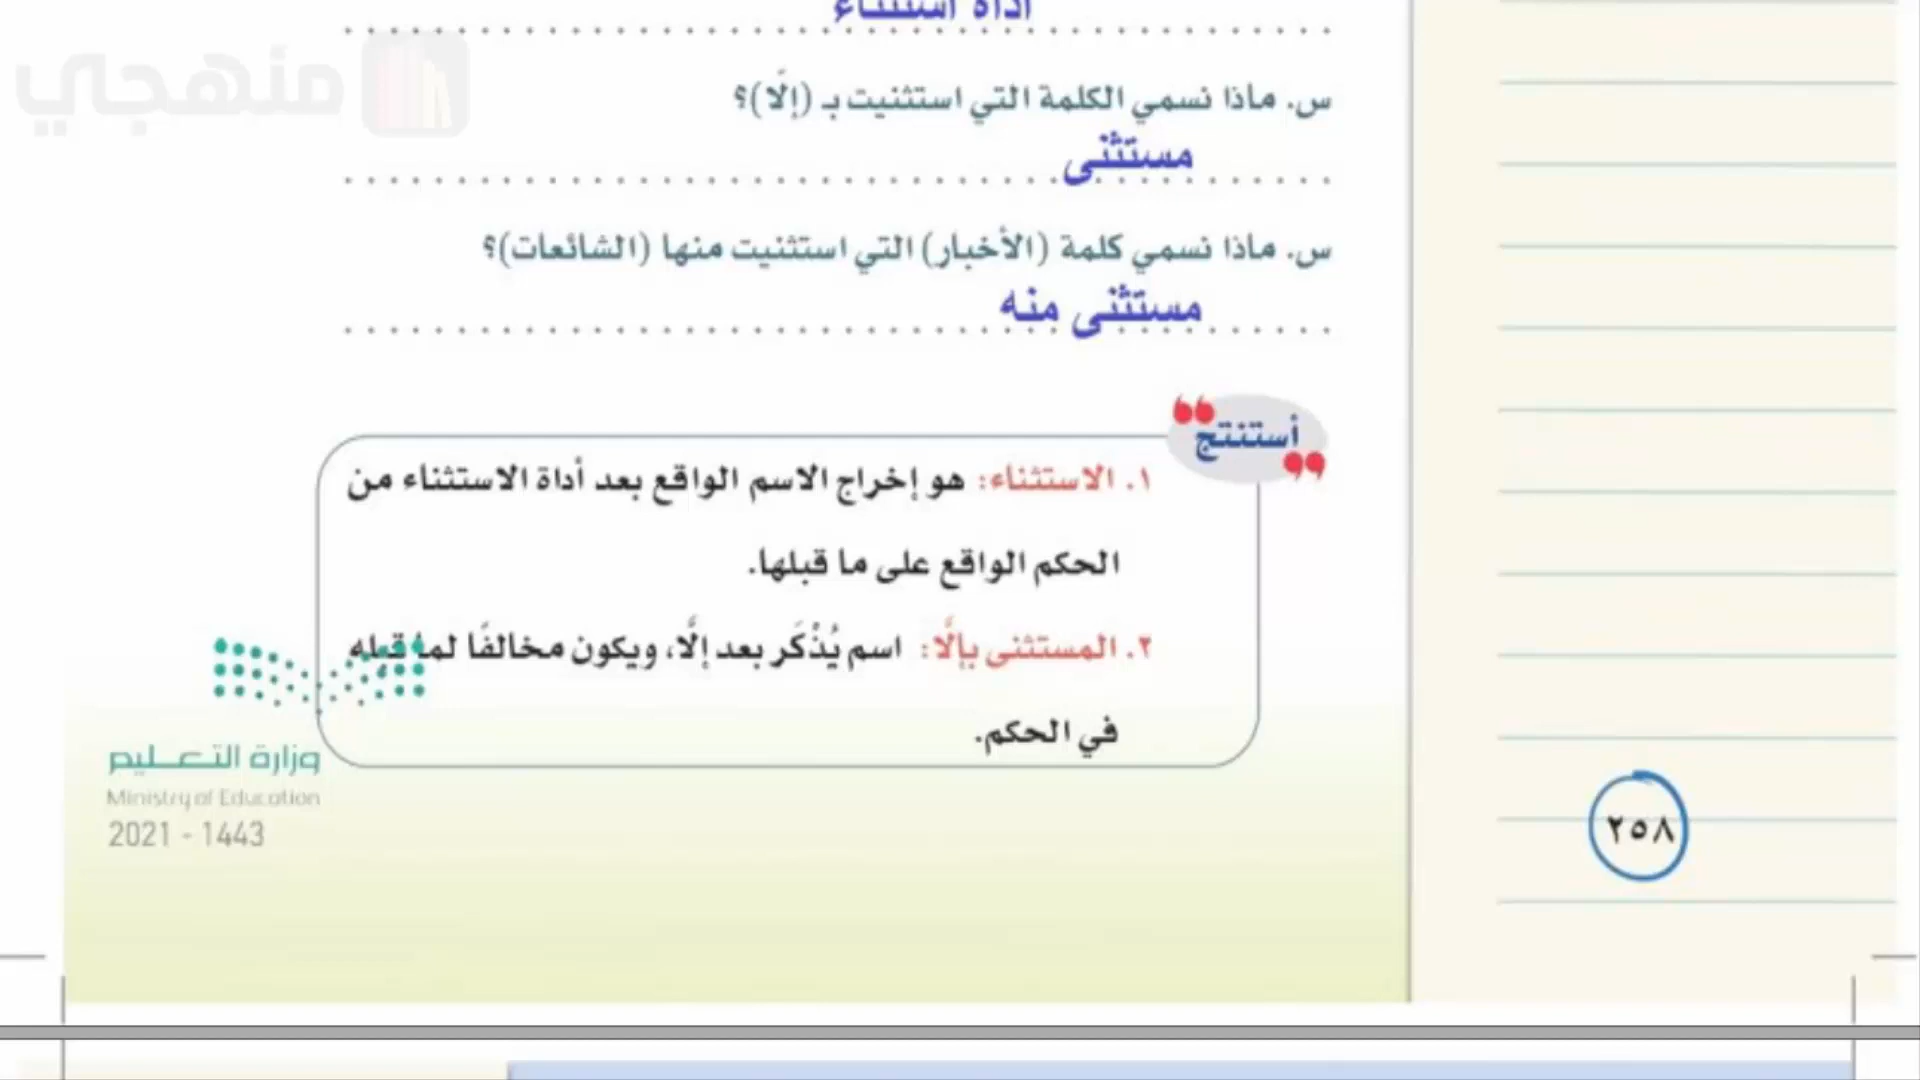 أداة استثناء
منهجي
س. ماذا نسمي الكلمة التي استثنيت بـ (إلَّا)؟
مستثنى
س. ماذا نسمي كلمة (الأخبار) التي استثنيت منها (الشائعات)؟
مستثنى منه
أستنتج
١. الاستثناء: هو إخراج الاسم الواقع بعد أداة الاستثناء من
الحكم الواقع على ما قبلها.
٢. المستثنى بإلَّا: اسم يُذْكَر بعد إلَّا، ويكون مخالفًا لما قبله
في الحكم.
وزارة التعليم
Ministry of Education
2021 - 1443
٢٥٨